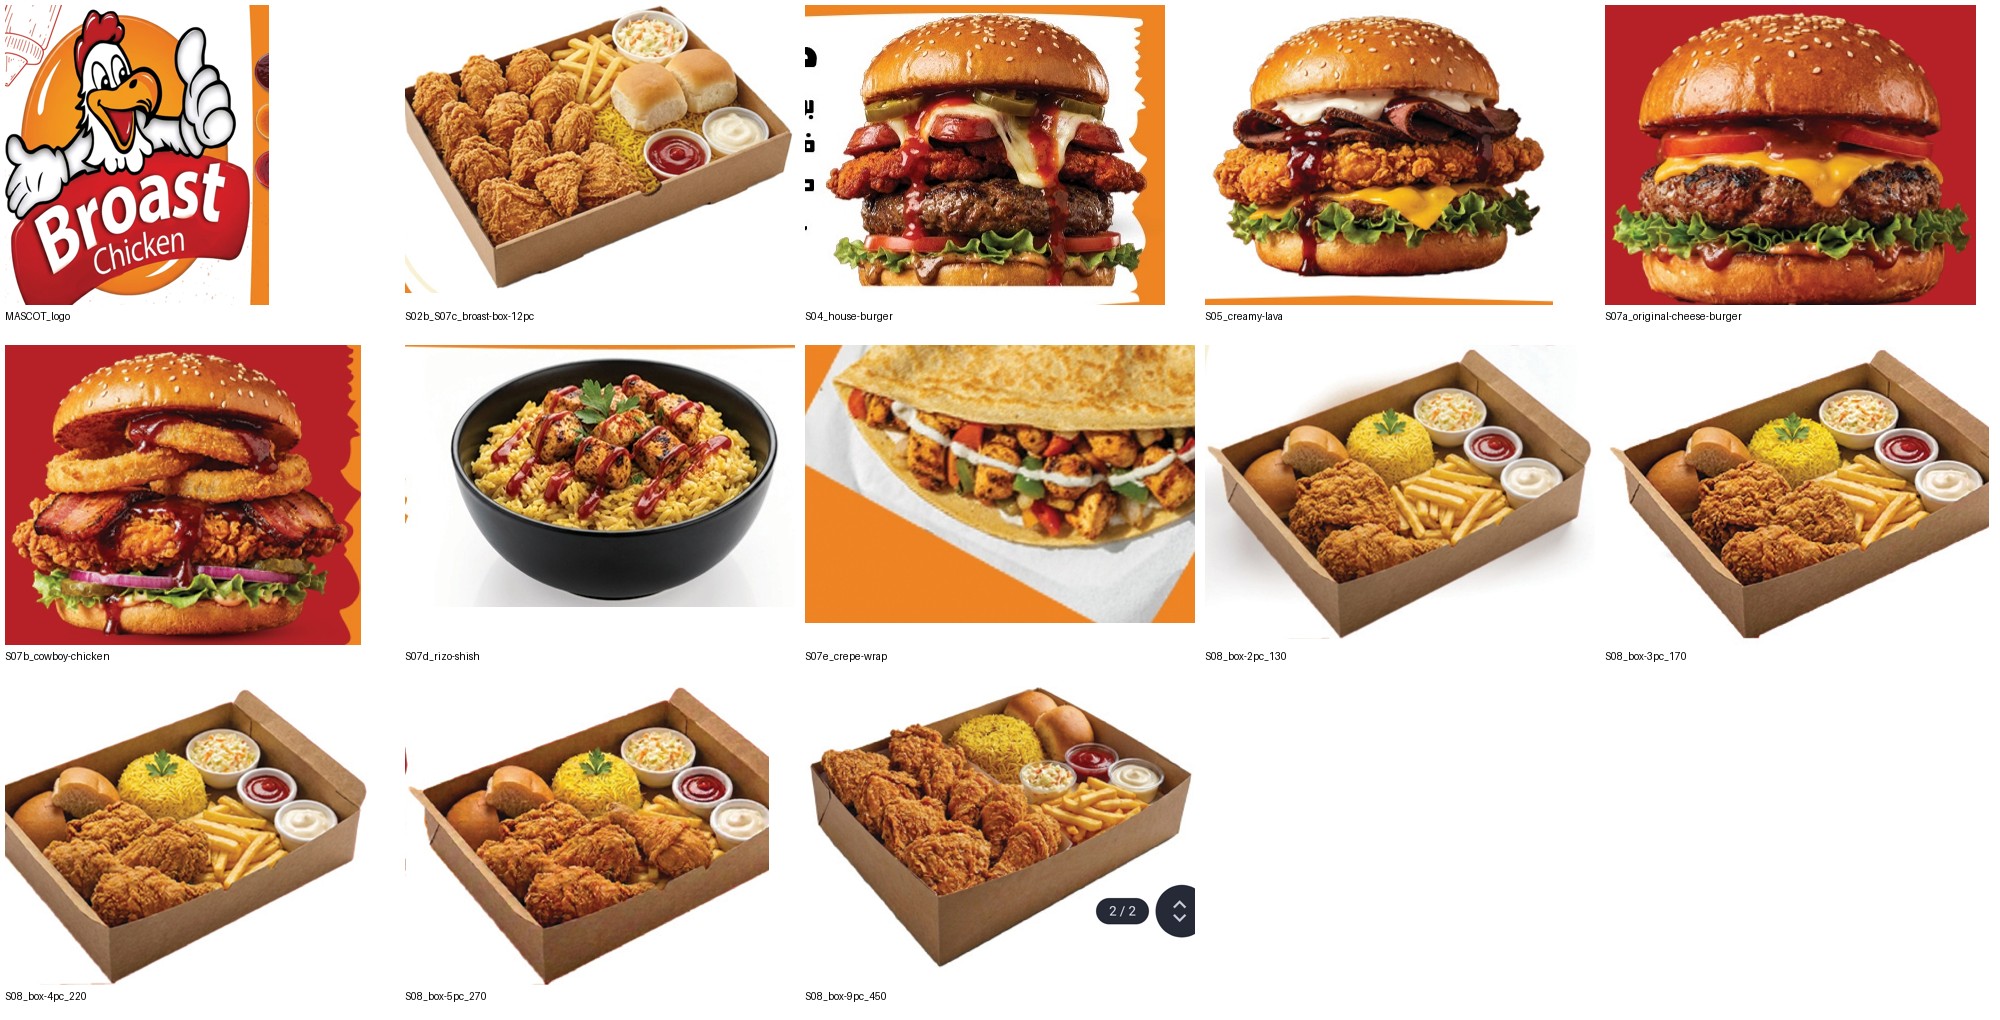 Broast
Chicken
MASCOT_logo
S02b_S07c_broast-box-12pc
S04_house-burger
S05_creamy-lava
S07a_original-cheese-burger
S07b_cowboy-chicken
S07d_rizo-shish
S07e_crepe-wrap
S08_box-2pc_130
S08_box-3pc_170
S08_box-4pc_220
S08_box-5pc_270
2 / 2
S08_box-9pc_450